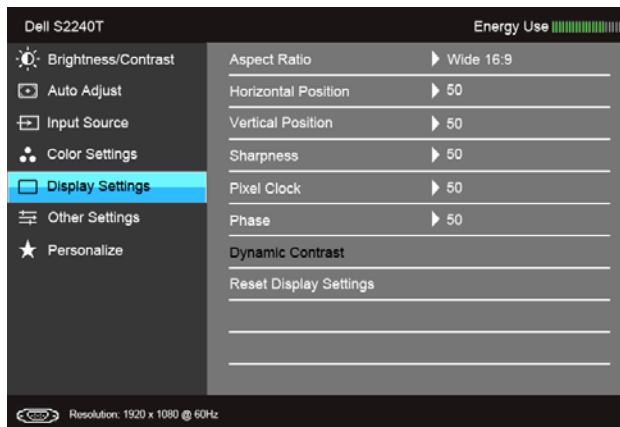 Dell S2240T Energy Use
Brightness/Contrast
Auto Adjust
Input Source
Color Settings
Display Settings
Other Settings
Personalize
Aspect Ratio Wide 16:9
Horizontal Position 50
Vertical Position 50
Sharpness 50
Pixel Clock 50
Phase 50
Dynamic Contrast
Reset Display Settings
Resolution: 1920 x 1080 @ 60Hz